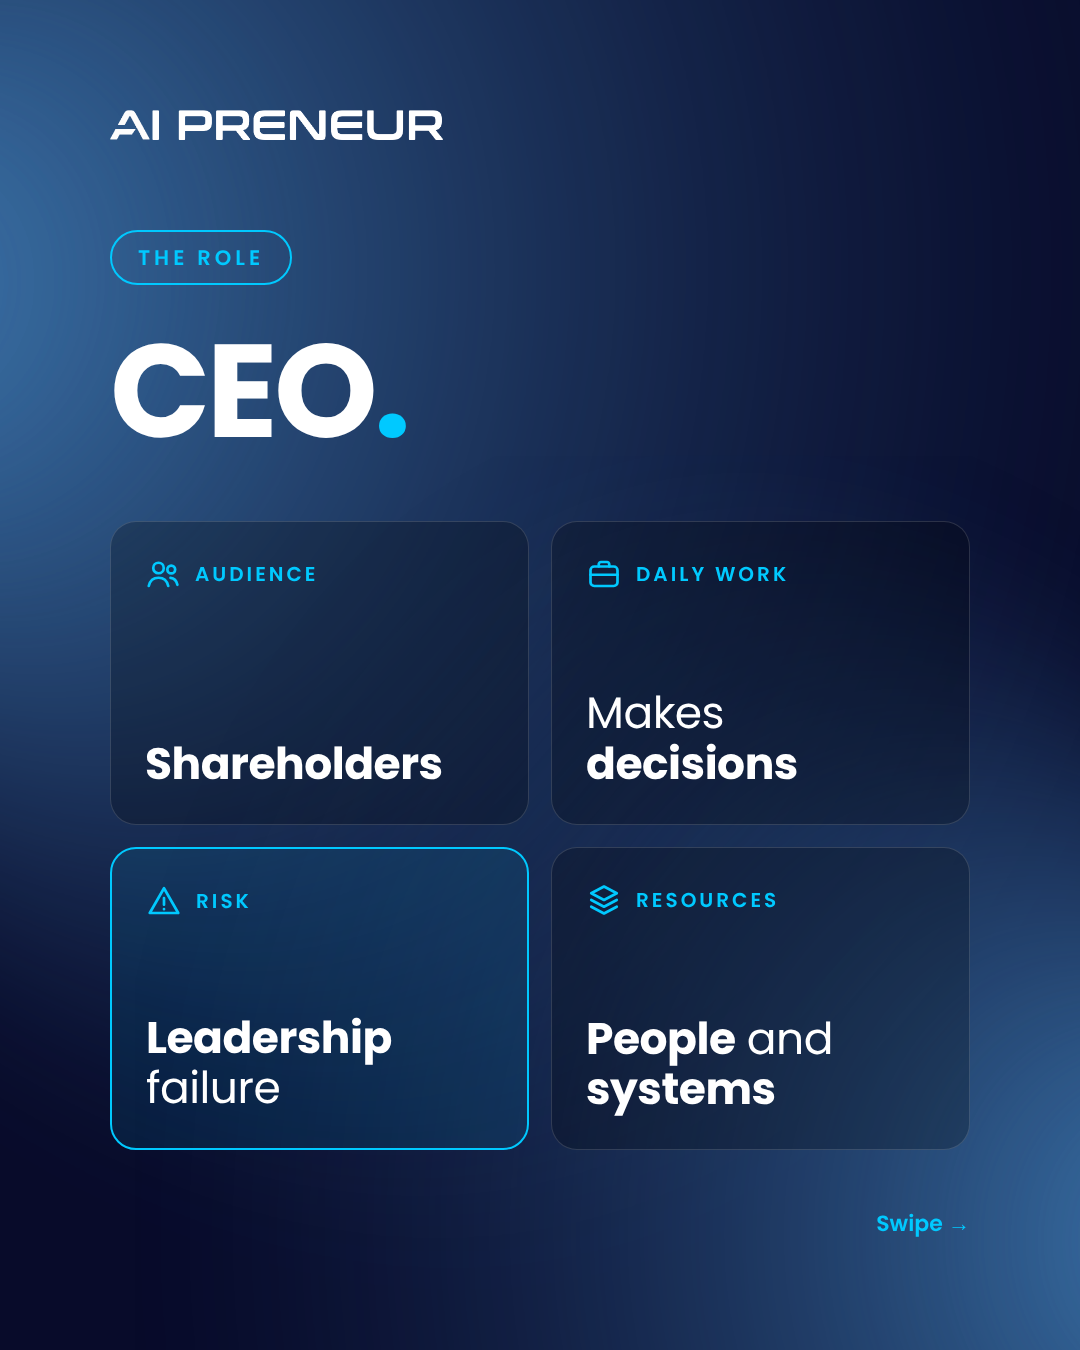 AI PRENEUR
THE ROLE
CEO.
AUDIENCE
Shareholders
DAILY WORK
Makes
decisions
RISK
Leadership
failure
RESOURCES
People and
systems
Swipe →